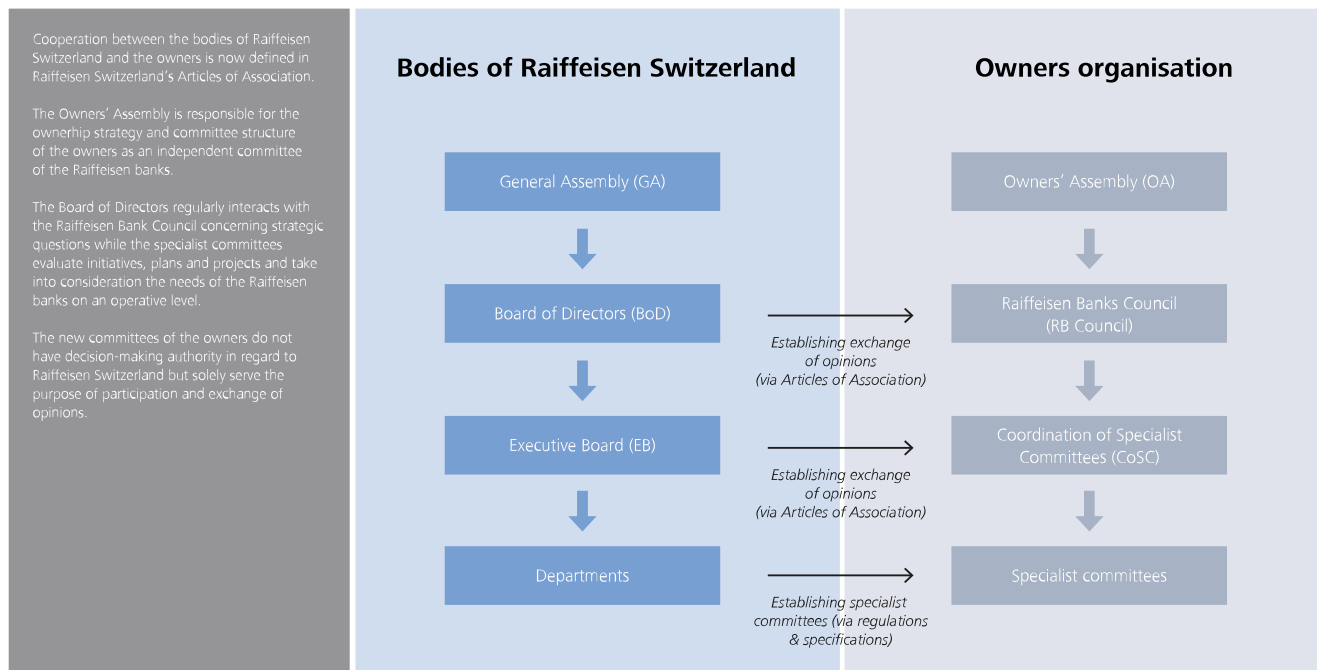 Cooperation between the bodies of Raiffeisen
Switzerland and the owners is now defined in
Raiffeisen Switzerland's Articles of Association.
The Owners' Assembly is responsible for the
ownerhip strategy and committee structure
of the owners as an independent committee
of the Raiffeisen banks.
The Board of Directors regularly interacts with
the Raiffeisen Bank Council concerning strategic
questions while the specialist committees
evaluate initiatives, plans and projects and take
into consideration the needs of the Raiffeisen
banks on an operative level.
The new committees of the owners do not
have decision-making authority in regard to
Raiffeisen Switzerland but solely serve the
purpose of participation and exchange of
opinions.
Bodies of Raiffeisen Switzerland
General Assembly (GA)
Board of Directors (BoD)
Executive Board (EB)
Departments
Establishing exchange
of opinions
(via Articles of Association)
Establishing exchange
of opinions
(via Articles of Association)
Establishing specialist
committees (via regulations
& specifications)
Owners organisation
Owners' Assembly (OA)
Raiffeisen Banks Council
(RB Council)
Coordination of Specialist
Committees (CoSC)
Specialist committees